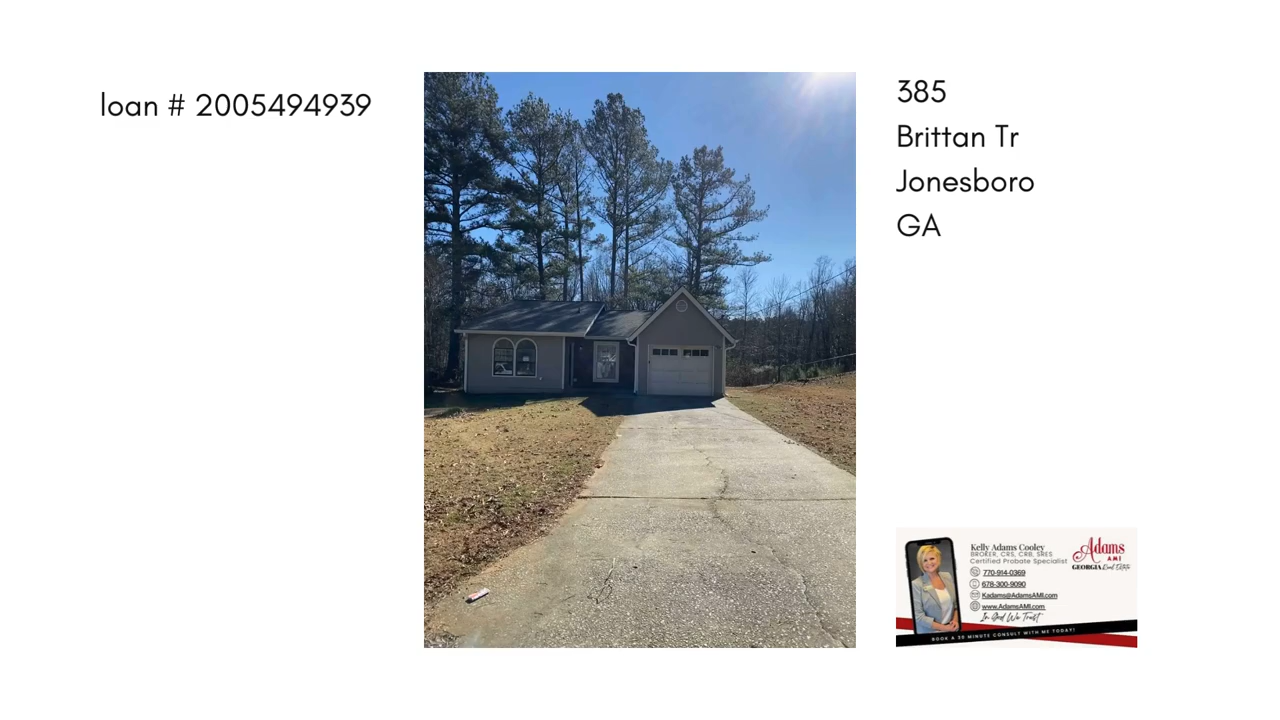 loan # 2005494939
385
Brittan Tr
Jonesboro
GA
Kelly Adams Cooley
BROKER, CRS, CRB, SRES
Certified Probate Specialist
770-914-0369
678-300-9090
Kadams@AdamsAMI.com
www.AdamsAMI.com
In God We Trust
Adams
AMI
GEORGIA Real Estate
BOOK A 30 MINUTE CONSULT WITH ME TODAY!